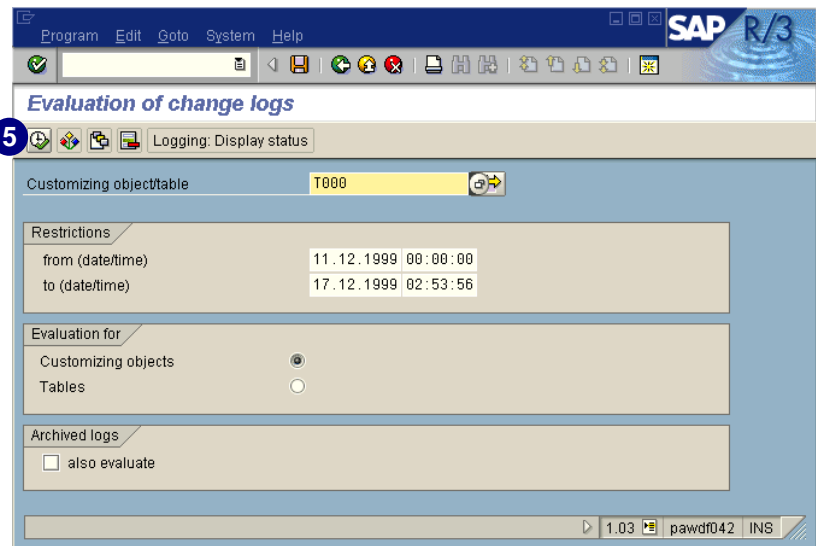 SAP R/3
Program Edit Goto System Help
Evaluation of change logs
5
Logging: Display status
Customizing object/table T000
Restrictions
from (date/time) 11.12.1999 00:00:00
to (date/time) 17.12.1999 02:53:56
Evaluation for
Customizing objects
Tables
Archived logs
also evaluate
1.03 pawdf042 INS